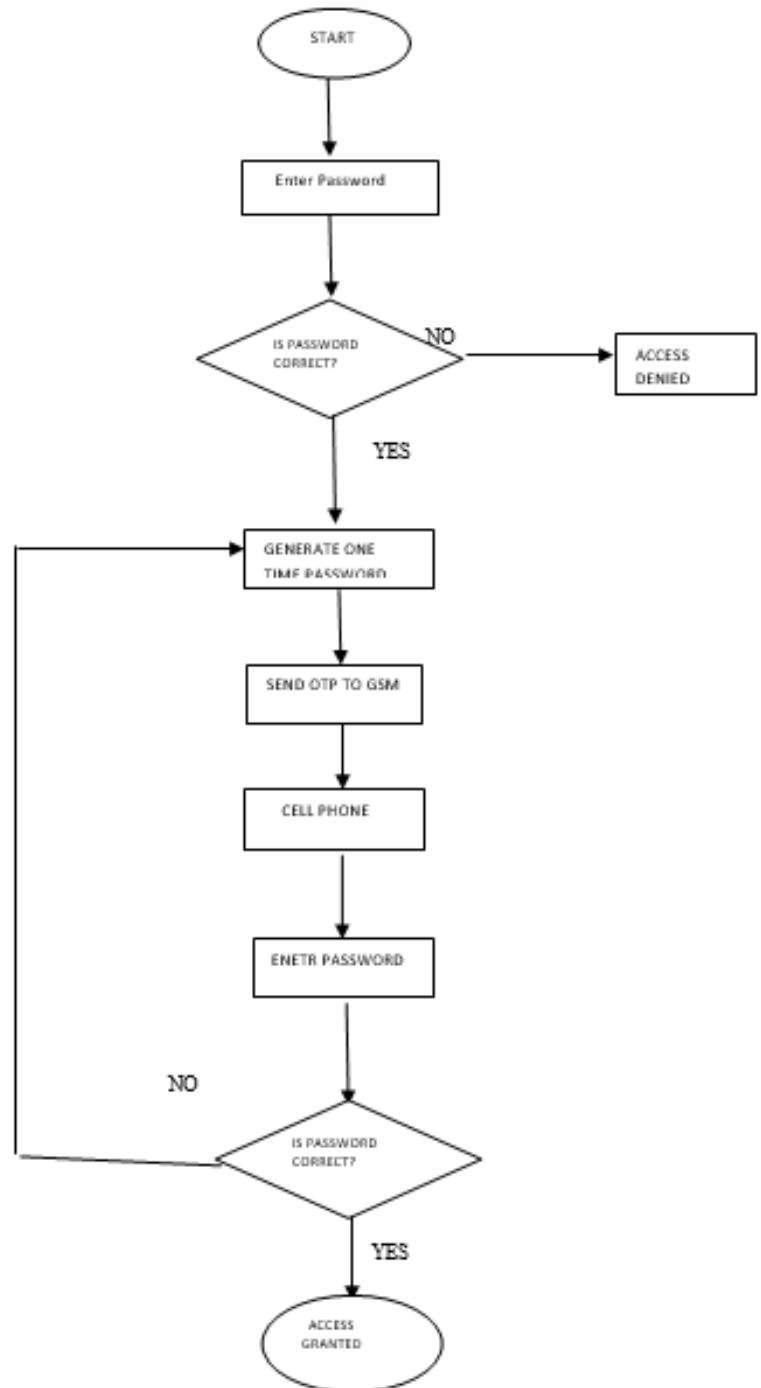 START
Enter Password
IS PASSWORD
CORRECT?
NO
ACCESS
DENIED
YES
GENERATE ONE
TIME PASSWORD
SEND OTP TO GSM
CELL PHONE
ENETR PASSWORD
NO
IS PASSWORD
CORRECT?
YES
ACCESS
GRANTED